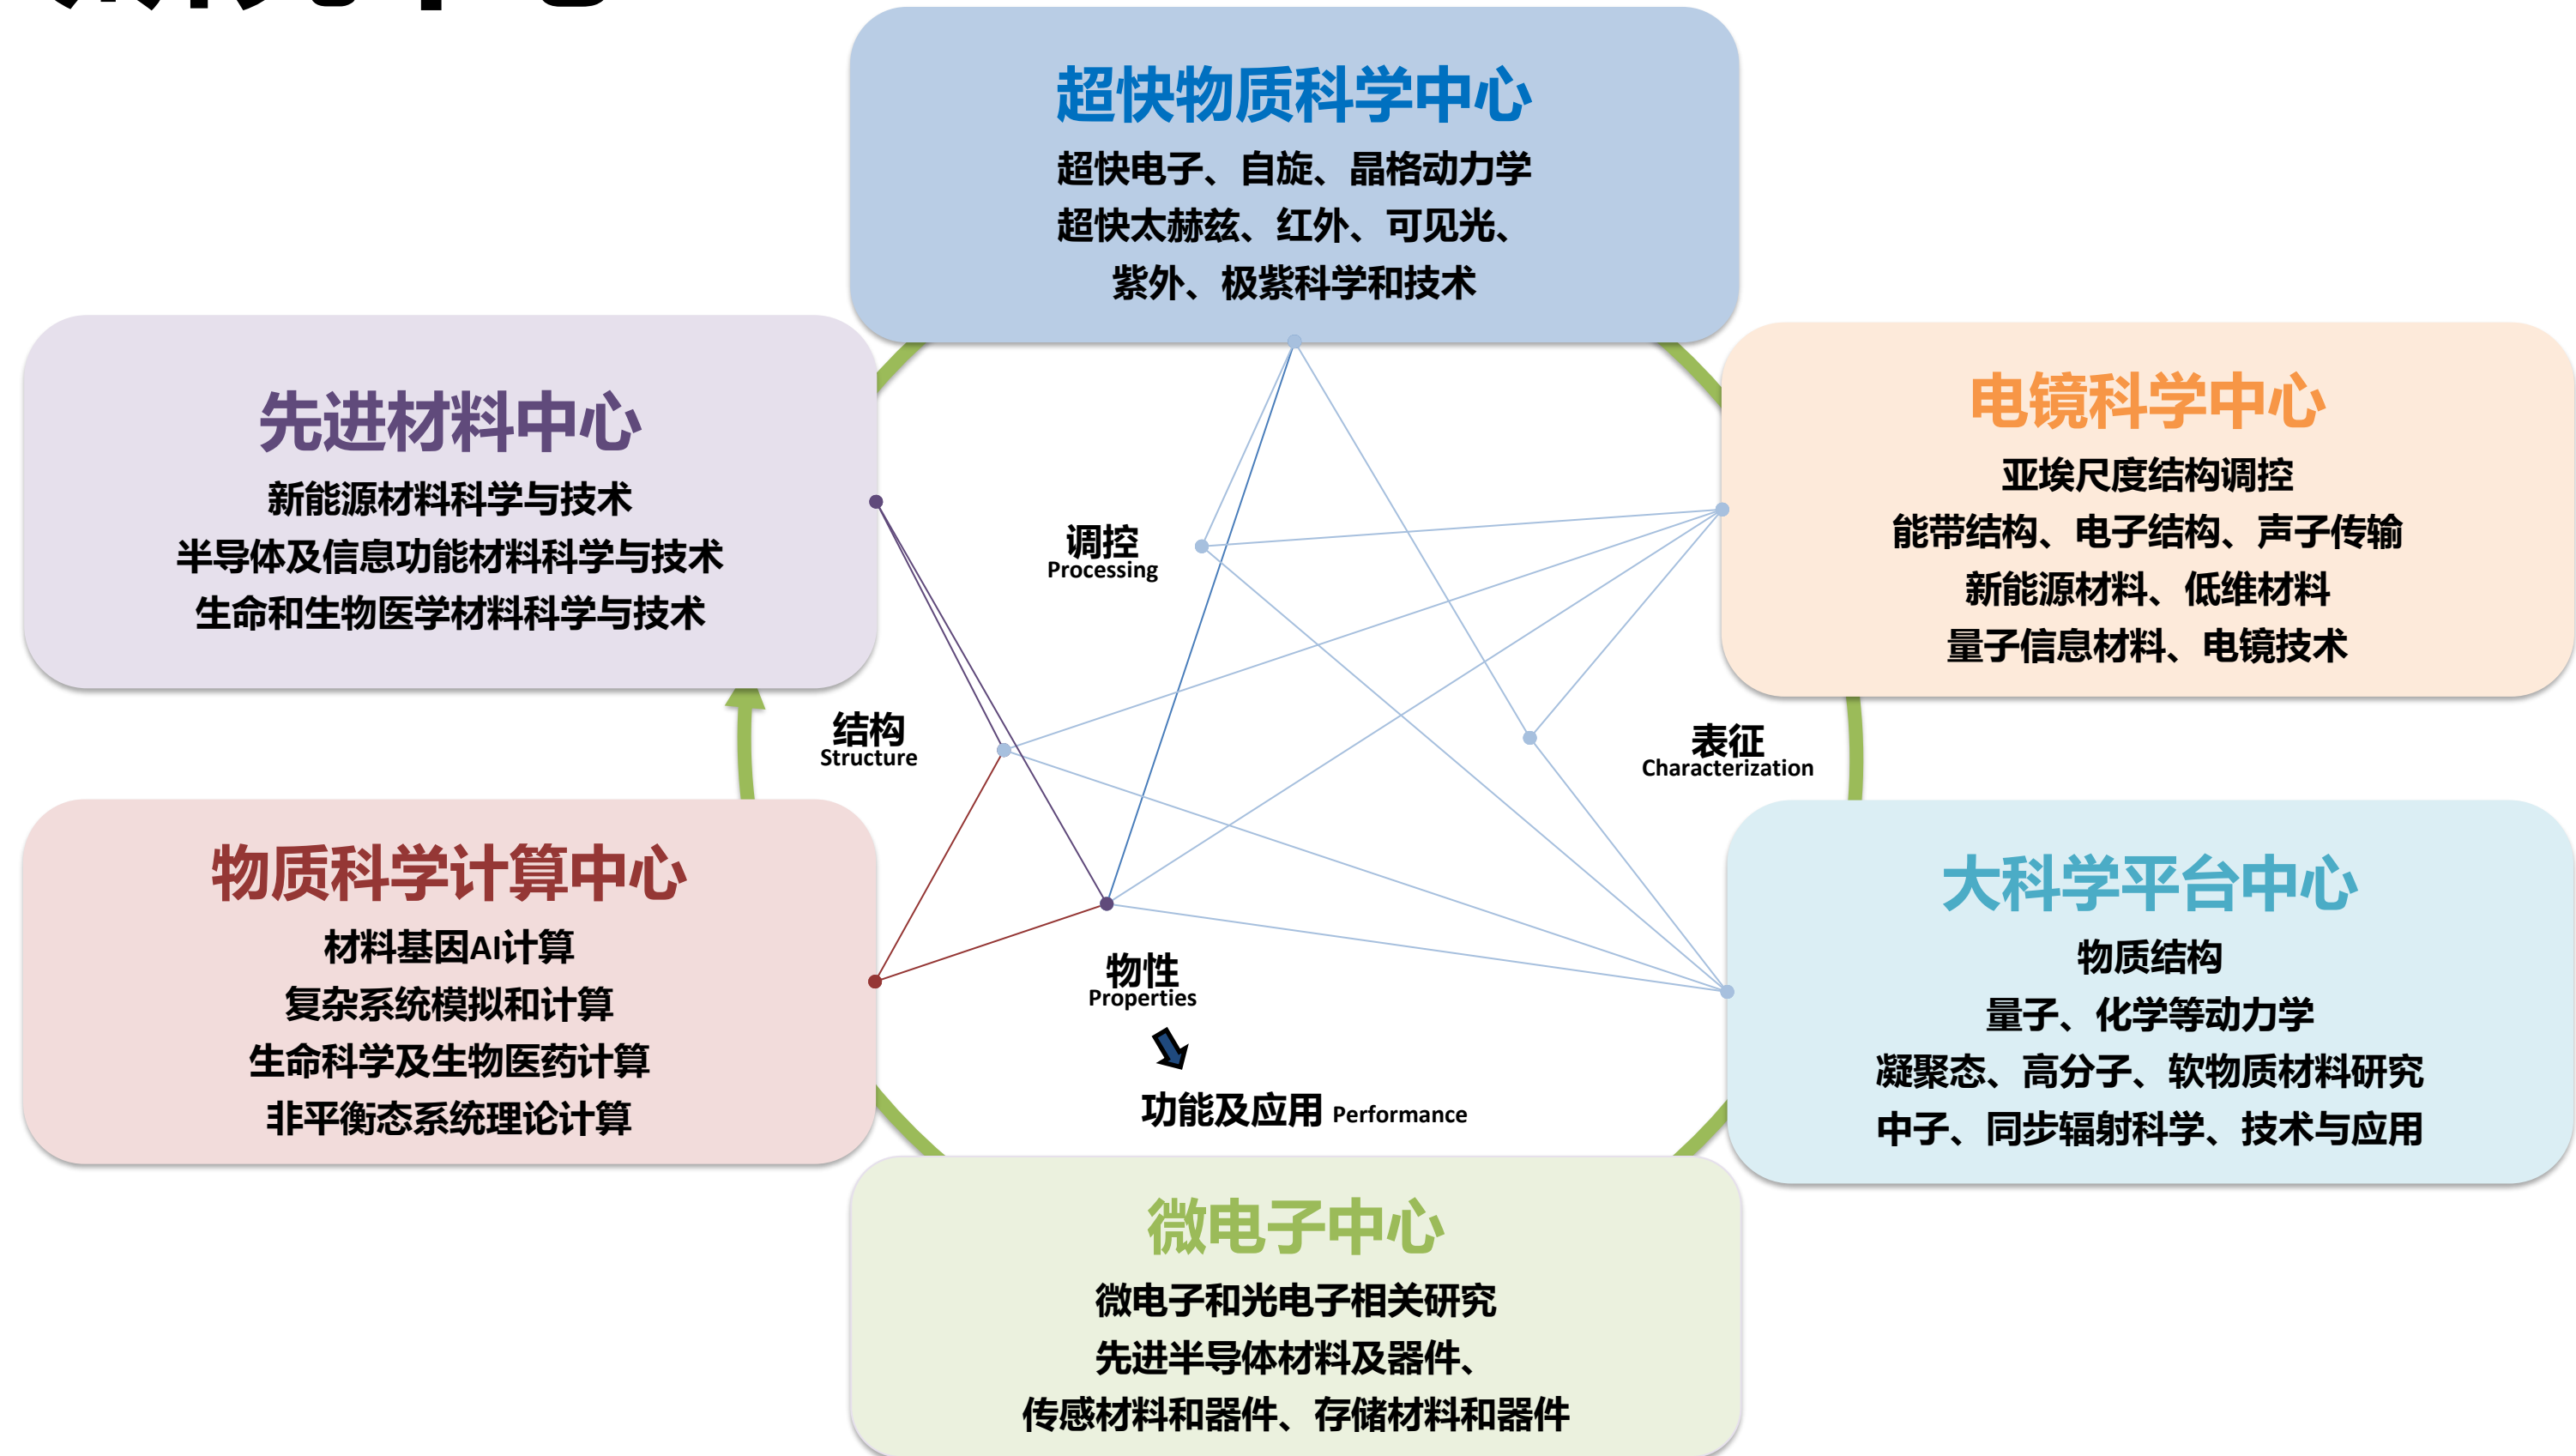 超快物质科学中心
超快电子、自旋、晶格动力学
超快太赫兹、红外、可见光、
紫外、极紫科学和技术
先进材料中心
新能源材料科学与技术
半导体及信息功能材料科学与技术
生命和生物医学材料科学与技术
电镜科学中心
亚埃尺度结构调控
能带结构、电子结构、声子传输
新能源材料、低维材料
量子信息材料、电镜技术
调控
Processing
结构
Structure
表征
Characterization
物性
Properties
功能及应用 Performance
物质科学计算中心
材料基因AI计算
复杂系统模拟和计算
生命科学及生物医药计算
非平衡态系统理论计算
大科学平台中心
物质结构
量子、化学等动力学
凝聚态、高分子、软物质材料研究
中子、同步辐射科学、技术与应用
微电子中心
微电子和光电子相关研究
先进半导体材料及器件、
传感材料和器件、存储材料和器件